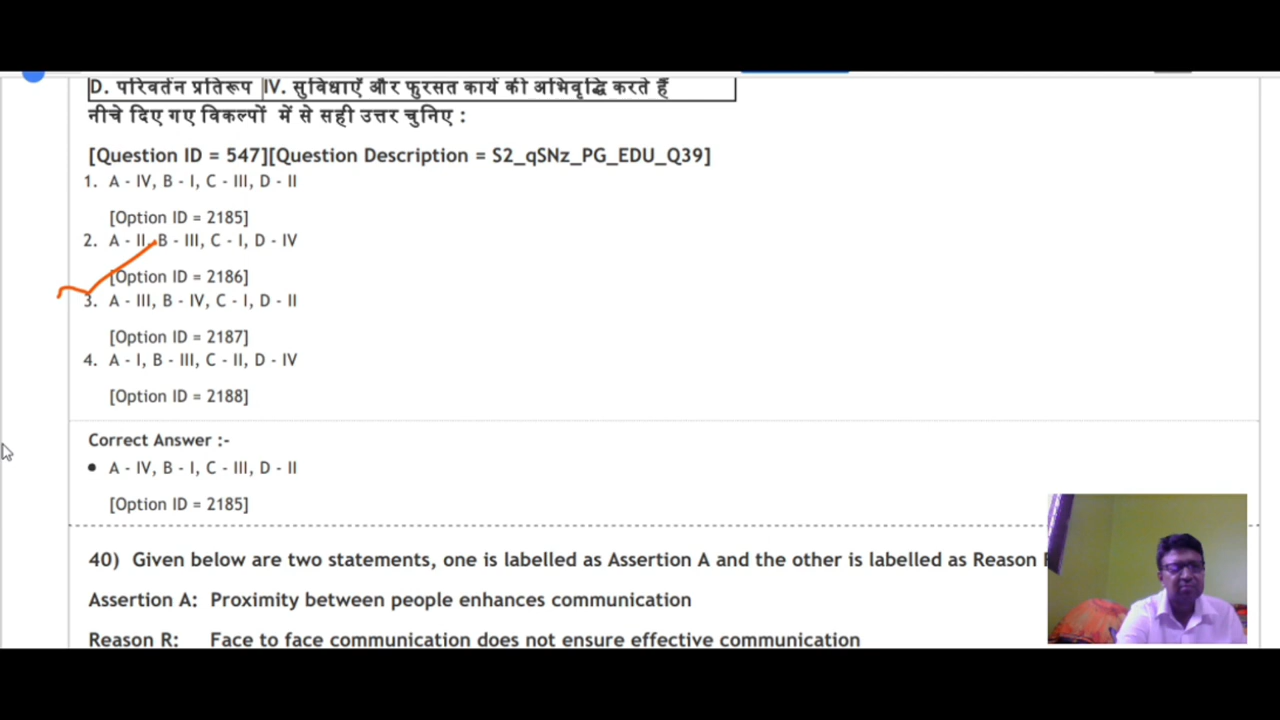 D. परिवर्तन प्रतिरूप IV. सुविधाएँ और फुरसत कार्य की अभिवृद्धि करते हैं
नीचे दिए गए विकल्पों में से सही उत्तर चुनिए :
[Question ID = 547][Question Description = S2_qSNz_PG_EDU_Q39]
1. A - IV, B - I, C - III, D - II
[Option ID = 2185]
2. A - II, B - III, C - I, D - IV
[Option ID = 2186]
3. A - III, B - IV, C - I, D - II
[Option ID = 2187]
4. A - I, B - III, C - II, D - IV
[Option ID = 2188]
Correct Answer :-
• A - IV, B - I, C - III, D - II
[Option ID = 2185]
40) Given below are two statements, one is labelled as Assertion A and the other is labelled as Reason
Assertion A: Proximity between people enhances communication
Reason R: Face to face communication does not ensure effective communication